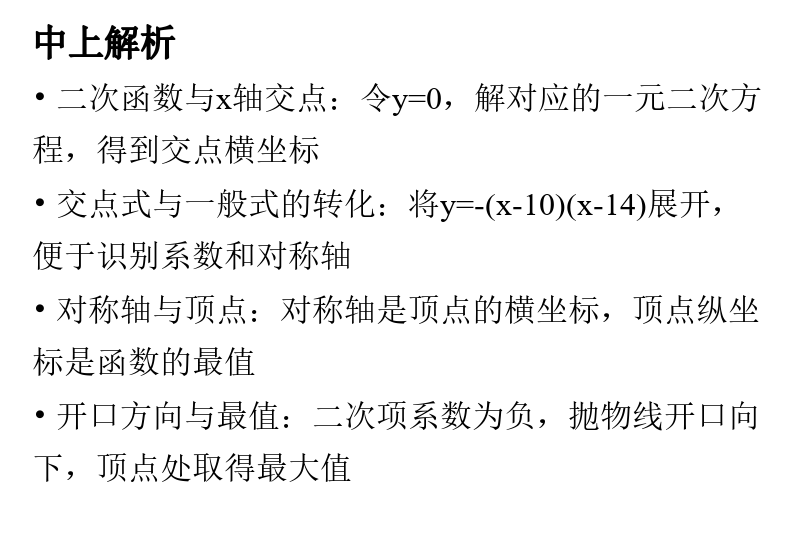 中上解析
• 二次函数与x轴交点：令y=0，解对应的一元二次方
程，得到交点横坐标
• 交点式与一般式的转化：将y=-(x-10)(x-14)展开，
便于识别系数和对称轴
• 对称轴与顶点：对称轴是顶点的横坐标，顶点纵坐
标是函数的最值
• 开口方向与最值：二次项系数为负，抛物线开口向
下，顶点处取得最大值